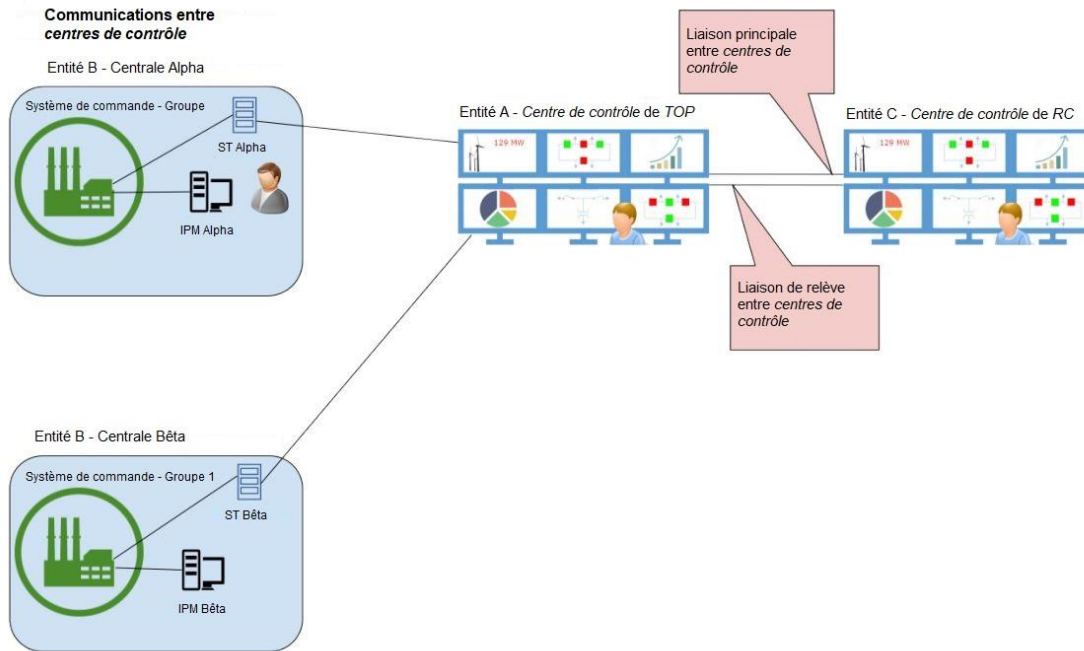 Communications entre
centres de contrôle
Entité B - Centrale Alpha
Système de commande - Groupe
ST Alpha
IPM Alpha
Entité A - Centre de contrôle de TOP
129 MW
Liaison principale
entre centres de
contrôle
Entité C - Centre de contrôle de RC
129 MW
Liaison de relève
entre centres de
contrôle
Entité B - Centrale Bêta
Système de commande - Groupe 1
ST Bêta
IPM Bêta